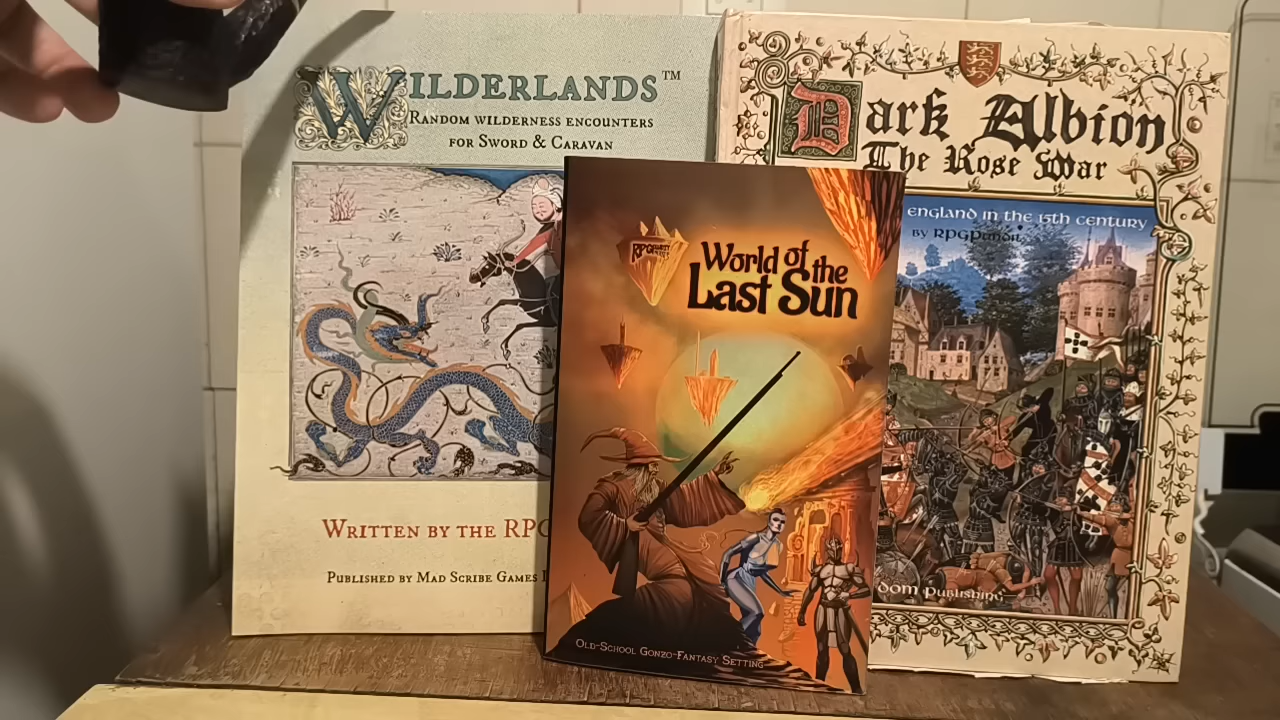 WILDERLANDS™
RANDOM WILDERNESS ENCOUNTERS
FOR SWORD & CARAVAN
WRITTEN BY THE RPG
PUBLISHED BY MAD SCRIBE GAMES
World of the
Last Sun
OLD-SCHOOL GONZO-FANTASY SETTING
Dark Albion
The Rose War
ENGLAND IN THE 15TH CENTURY
BY RPGPundit
DOM PUBLISHING